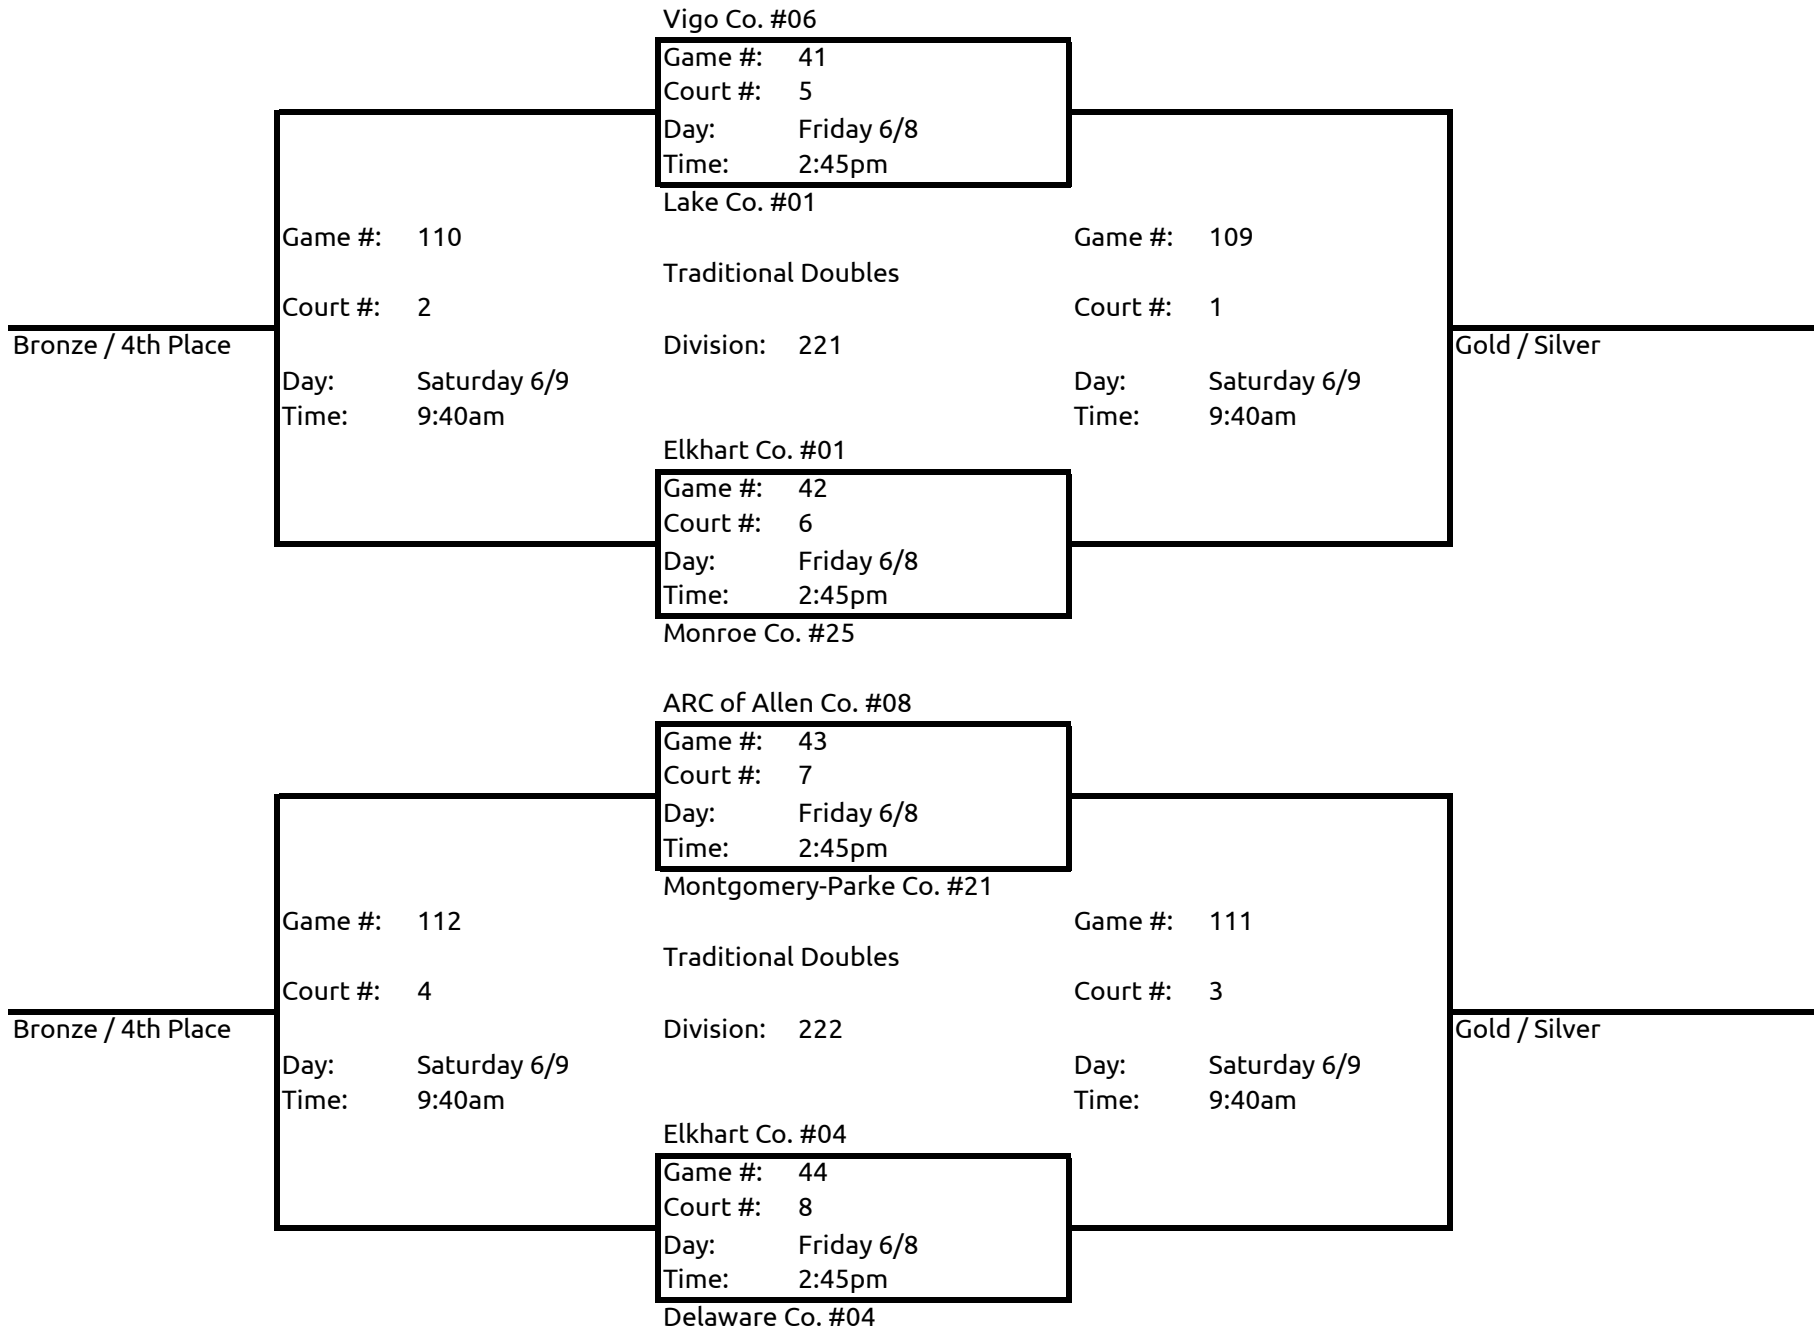 Vigo Co. #06
Game #: 41
Court #: 5
Day: Friday 6/8
Time: 2:45pm
Lake Co. #01
Game #: 110 Game #: 109
Traditional Doubles
Court #: 2 Court #: 1
Bronze / 4th Place Division: 221 Gold / Silver
Day: Saturday 6/9 Day: Saturday 6/9
Time: 9:40am Time: 9:40am
Elkhart Co. #01
Game #: 42
Court #: 6
Day: Friday 6/8
Time: 2:45pm
Monroe Co. #25
ARC of Allen Co. #08
Game #: 43
Court #: 7
Day: Friday 6/8
Time: 2:45pm
Montgomery-Parke Co. #21
Game #: 112 Game #: 111
Traditional Doubles
Court #: 4 Court #: 3
Bronze / 4th Place Division: 222 Gold / Silver
Day: Saturday 6/9 Day: Saturday 6/9
Time: 9:40am Time: 9:40am
Elkhart Co. #04
Game #: 44
Court #: 8
Day: Friday 6/8
Time: 2:45pm
Delaware Co. #04